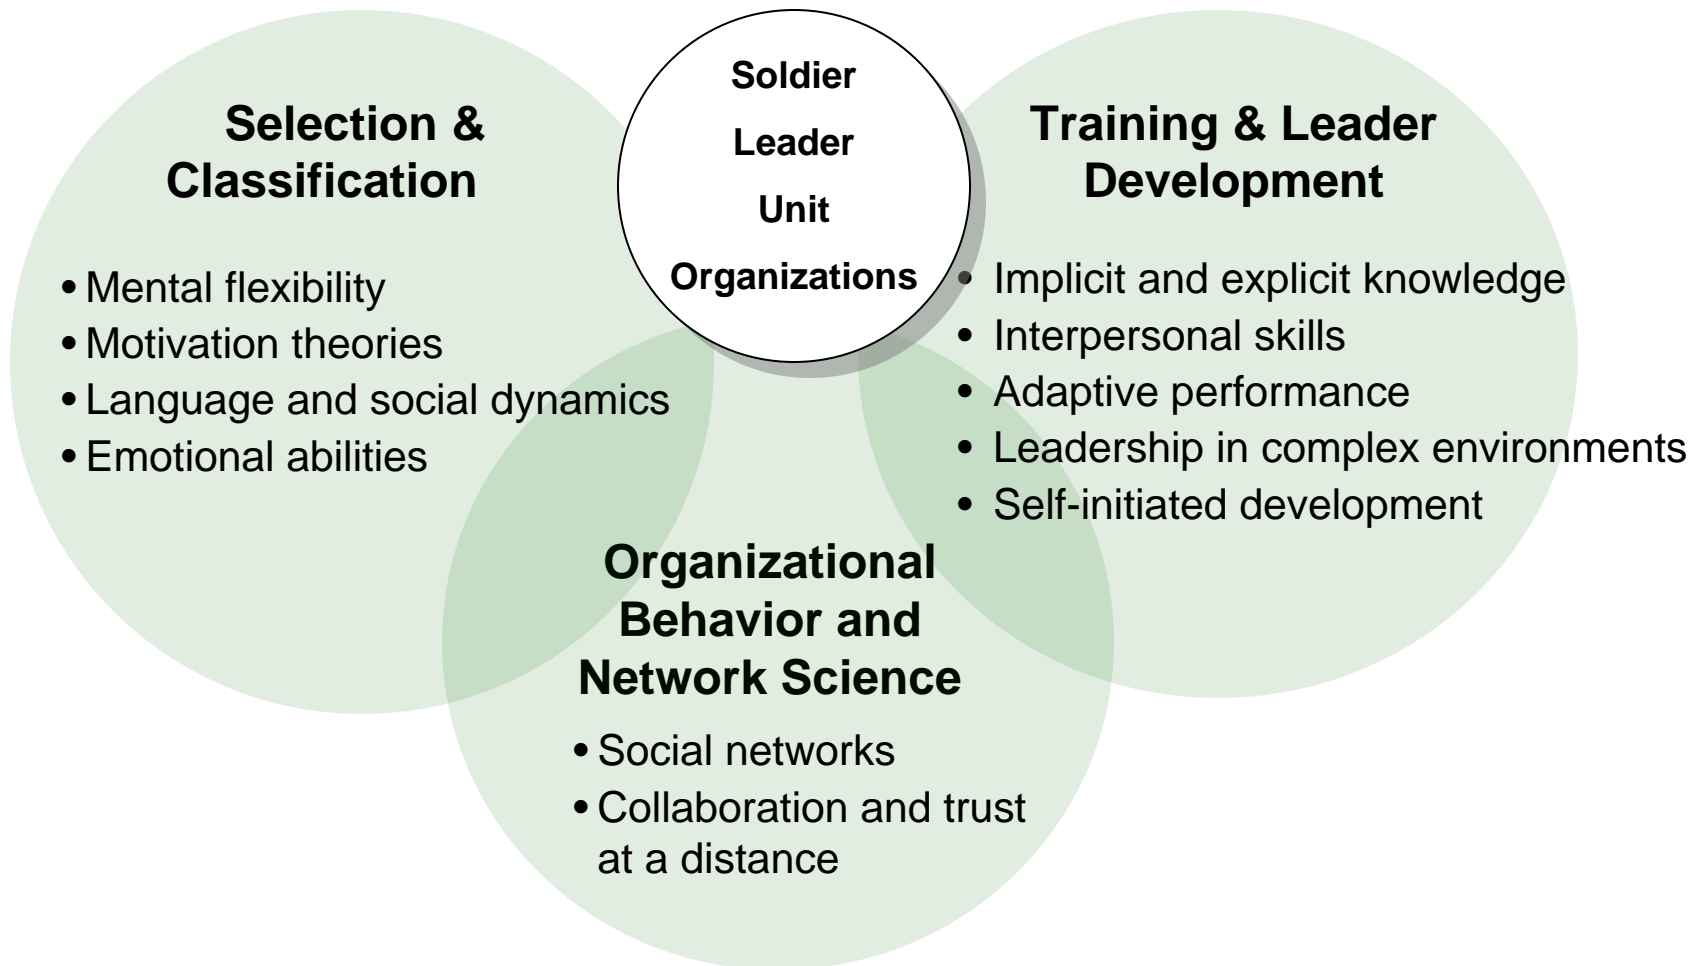 Soldier
Leader
Unit
Organizations
Selection &
Classification
• Mental flexibility
• Motivation theories
• Language and social dynamics
• Emotional abilities
Training & Leader
Development
• Implicit and explicit knowledge
• Interpersonal skills
• Adaptive performance
• Leadership in complex environments
• Self-initiated development
Organizational
Behavior and
Network Science
• Social networks
• Collaboration and trust
at a distance